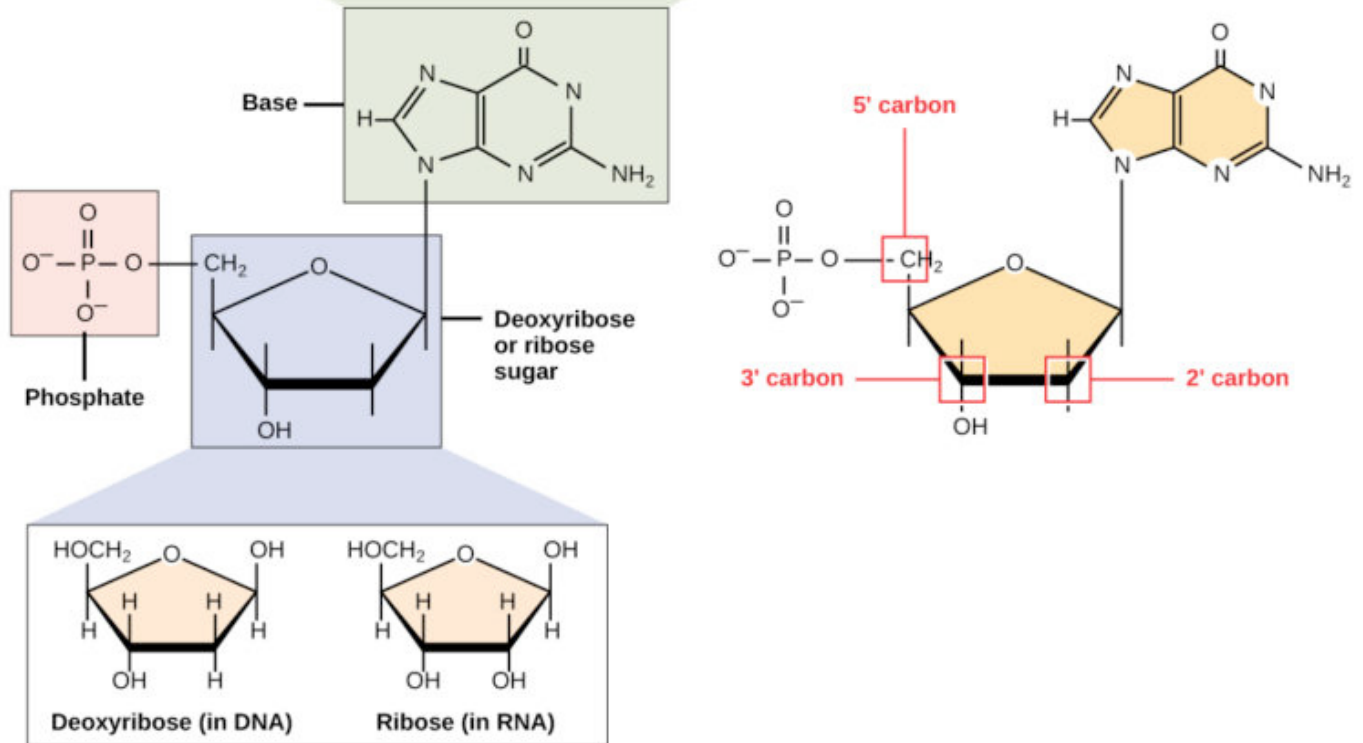 O
N
N
Base
H
N
N
NH₂
O
O⁻
P
O
CH₂
O
O⁻
Deoxyribose
or ribose
sugar
Phosphate
OH
HOCH₂
O
OH
H
H
H
H
OH
H
Deoxyribose (in DNA)
HOCH₂
O
OH
H
H
H
H
OH
OH
Ribose (in RNA)
O
N
N
5' carbon
H
N
N
NH₂
O
O⁻
P
O
CH₂
O
O⁻
3' carbon
2' carbon
OH